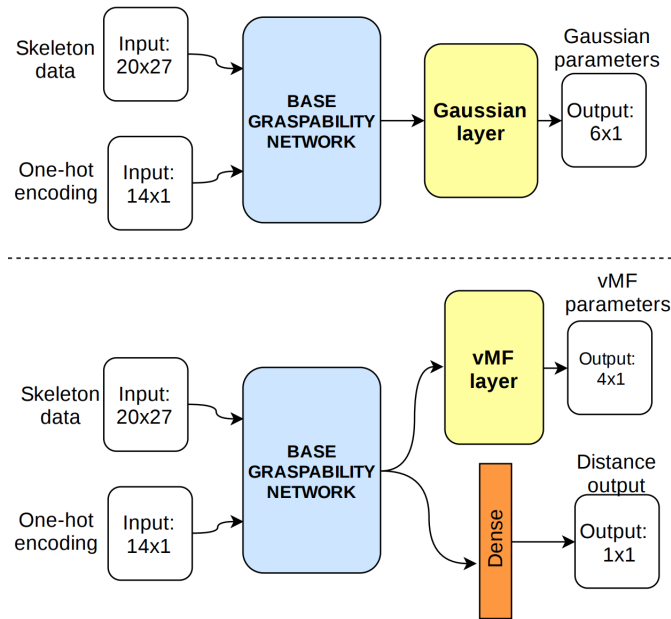 Skeleton
data
Input:
20x27
One-hot
encoding
Input:
14x1
BASE
GRASPABILITY
NETWORK
Gaussian
layer
Gaussian
parameters
Output:
6x1
Skeleton
data
Input:
20x27
One-hot
encoding
Input:
14x1
BASE
GRASPABILITY
NETWORK
vMF
layer
vMF
parameters
Output:
4x1
Dense
Distance
output
Output:
1x1